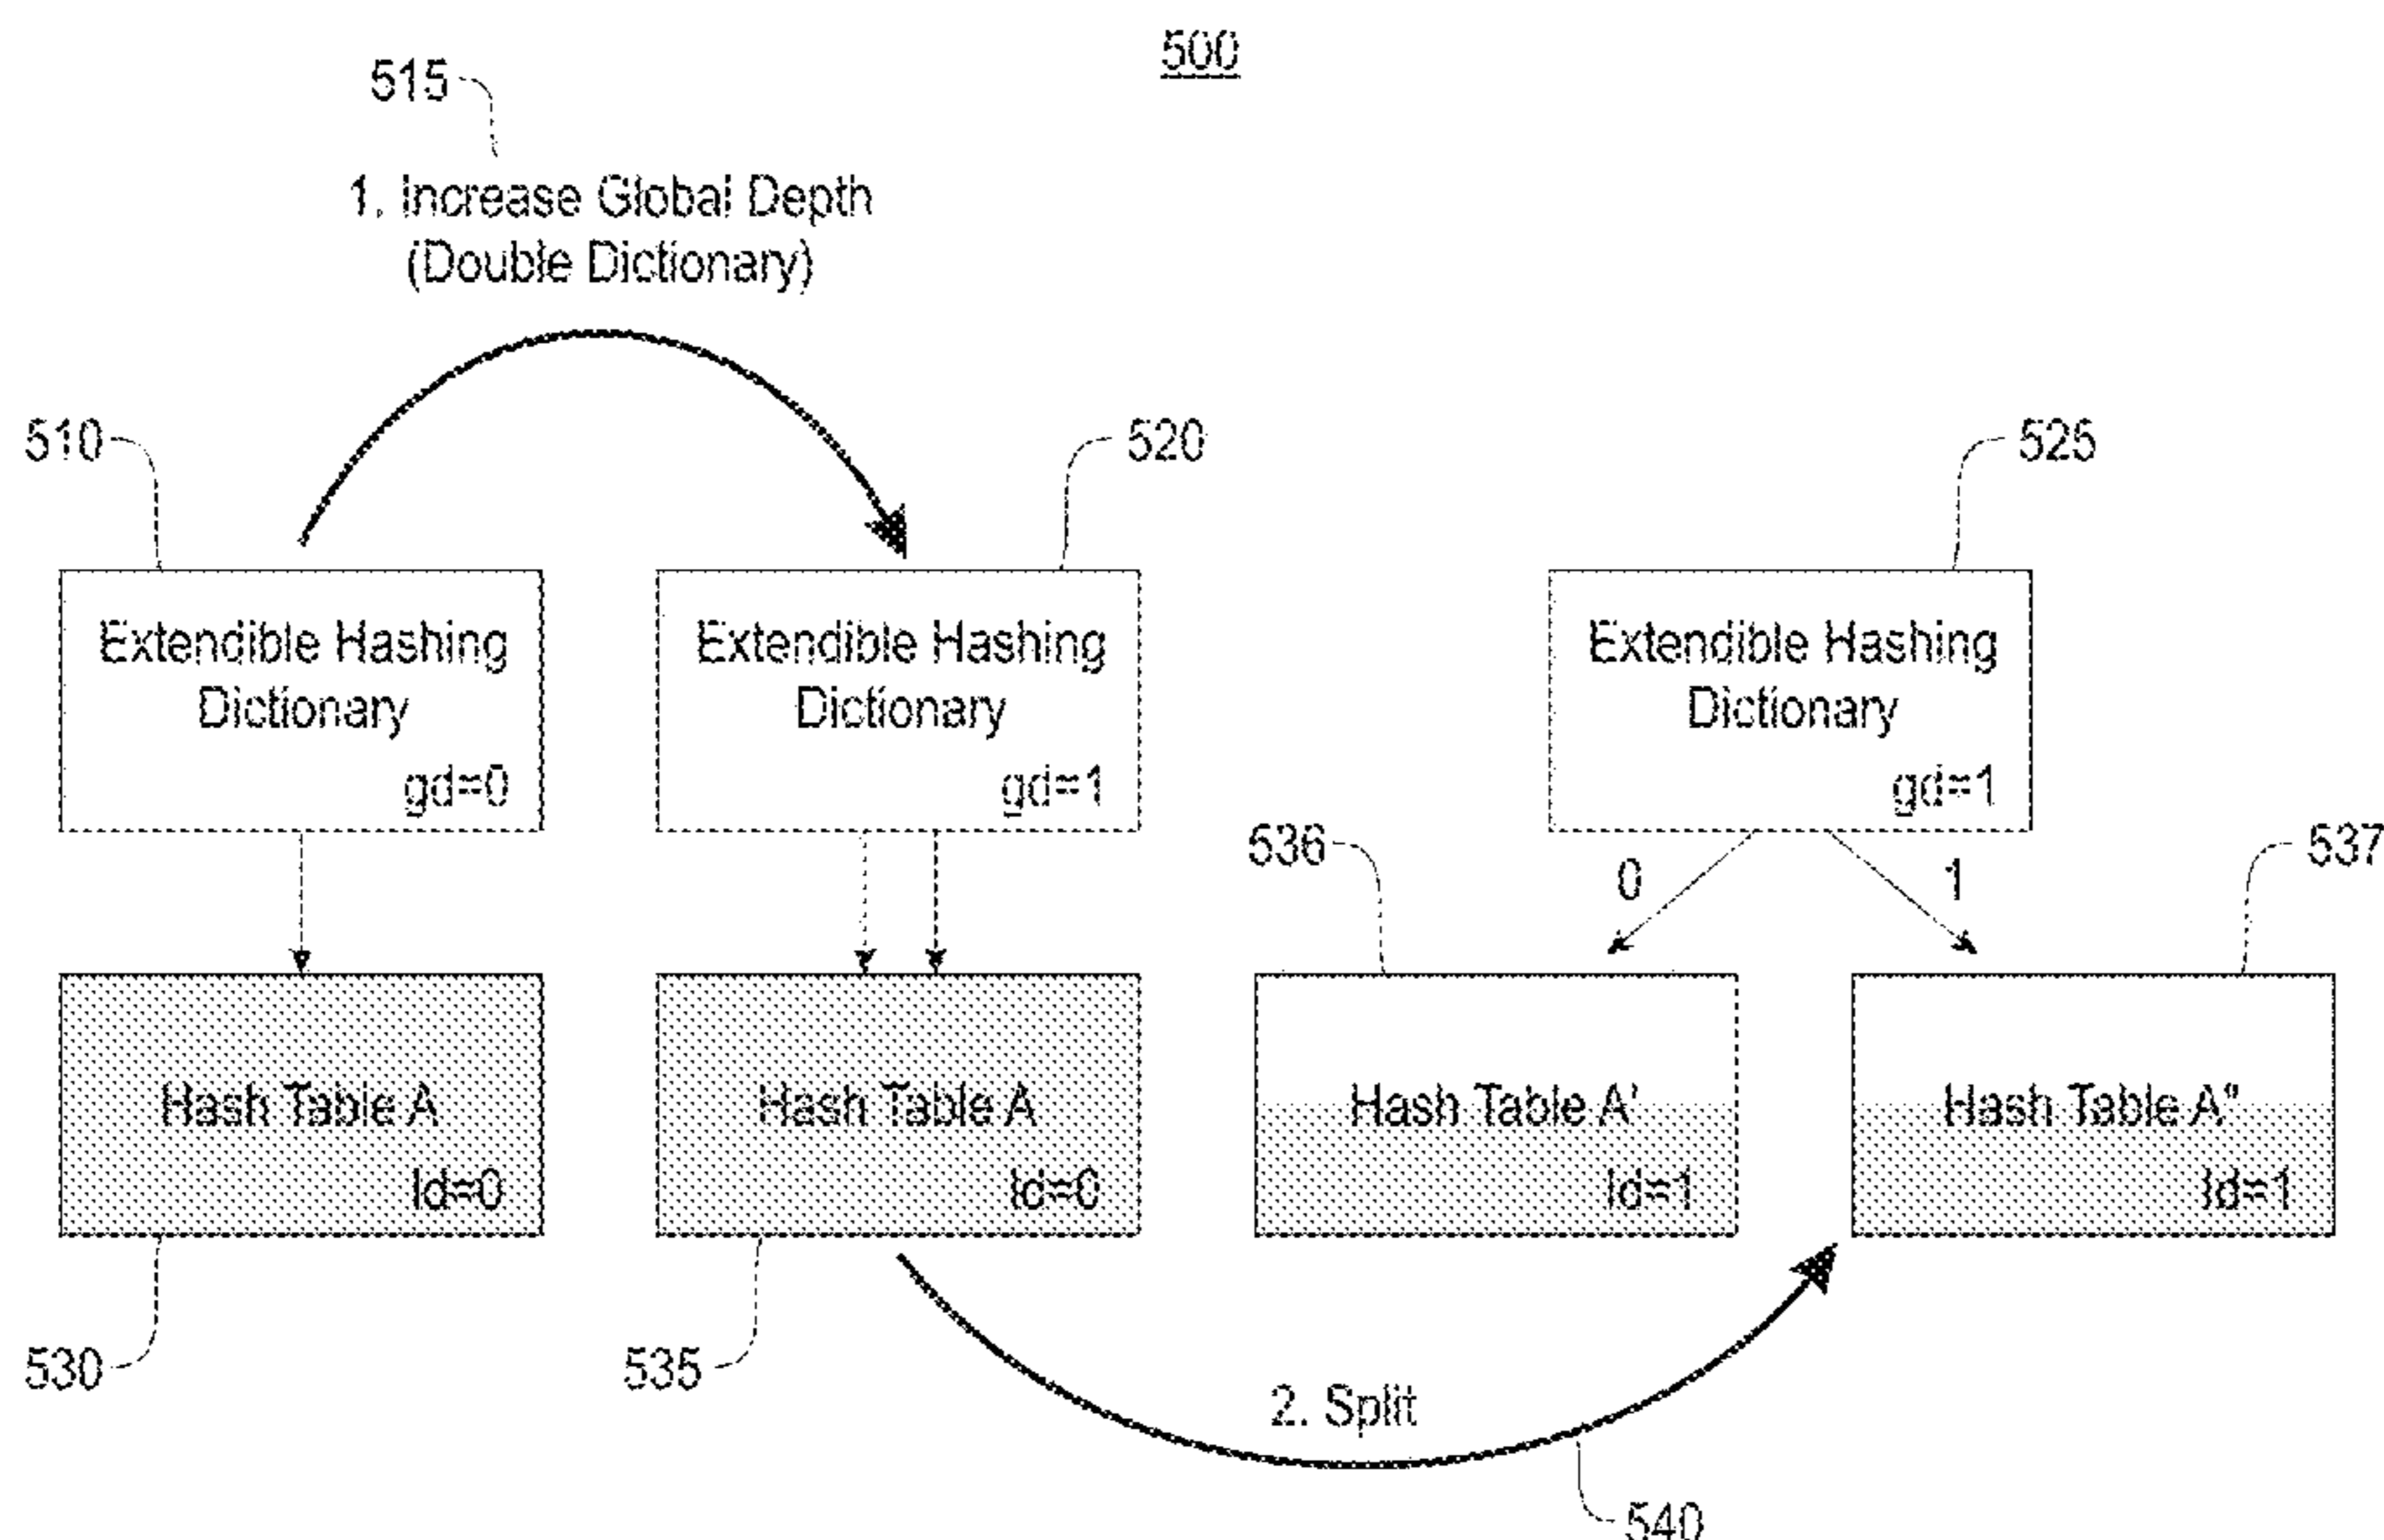 500
515
1. Increase Global Depth
(Double Dictionary)
510
520
525
Extendible Hashing
Dictionary
gd=0
Extendible Hashing
Dictionary
gd=1
Extendible Hashing
Dictionary
gd=1
536
0
1
537
Hash Table A
ld=0
Hash Table A
ld=0
Hash Table A'
ld=1
Hash Table A"
ld=1
530
535
2. Split
540